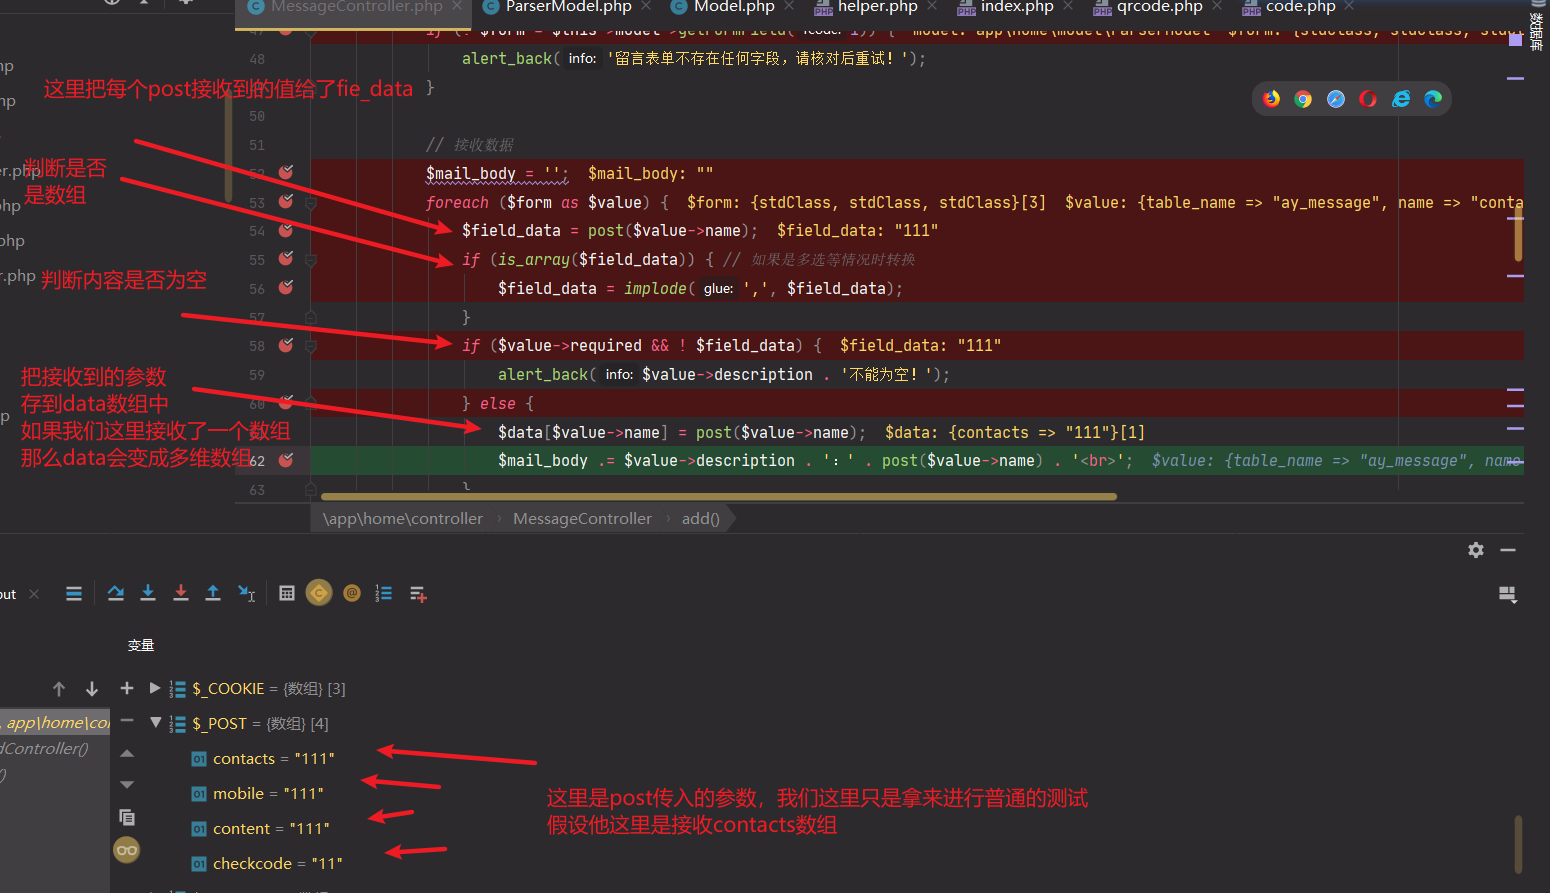 MessageController.php × ParserModel.php × Model.php × helper.php × index.php × qrcode.php × code.php ×
数据库
48 alert_back( info: '留言表单不存在任何字段，请核对后重试！');
这里把每个post接收到的值给了fie_data
}
50
51 // 接收数据
52 $mail_body = ''; $mail_body: ""
判断是否
是数组
53 foreach ($form as $value) { $form: {stdClass, stdClass, stdClass}[3] $value: {table_name => "ay_message", name => "conta
54 $field_data = post($value->name); $field_data: "111"
55 if (is_array($field_data)) { // 如果是多选等情况时转换
56 $field_data = implode( glue: ',', $field_data);
判断内容是否为空
57 }
58 if ($value->required && ! $field_data) { $field_data: "111"
59 alert_back( info: $value->description . '不能为空！');
60 } else {
把接收到的参数
存到data数组中
如果我们这里接收了一个数组
那么data会变成多维数组
$data[$value->name] = post($value->name); $data: {contacts => "111"}[1]
62 $mail_body .= $value->description . '：' . post($value->name) . '<br>'; $value: {table_name => "ay_message", name
63 }
\app\home\controller › MessageController › add()
put ×
变量
$_COOKIE = {数组} [3]
$_POST = {数组} [4]
contacts = "111"
mobile = "111"
content = "111"
checkcode = "11"
, app\home\con
dController()
()
这里是post传入的参数，我们这里只是拿来进行普通的测试
假设他这里是接收contacts数组